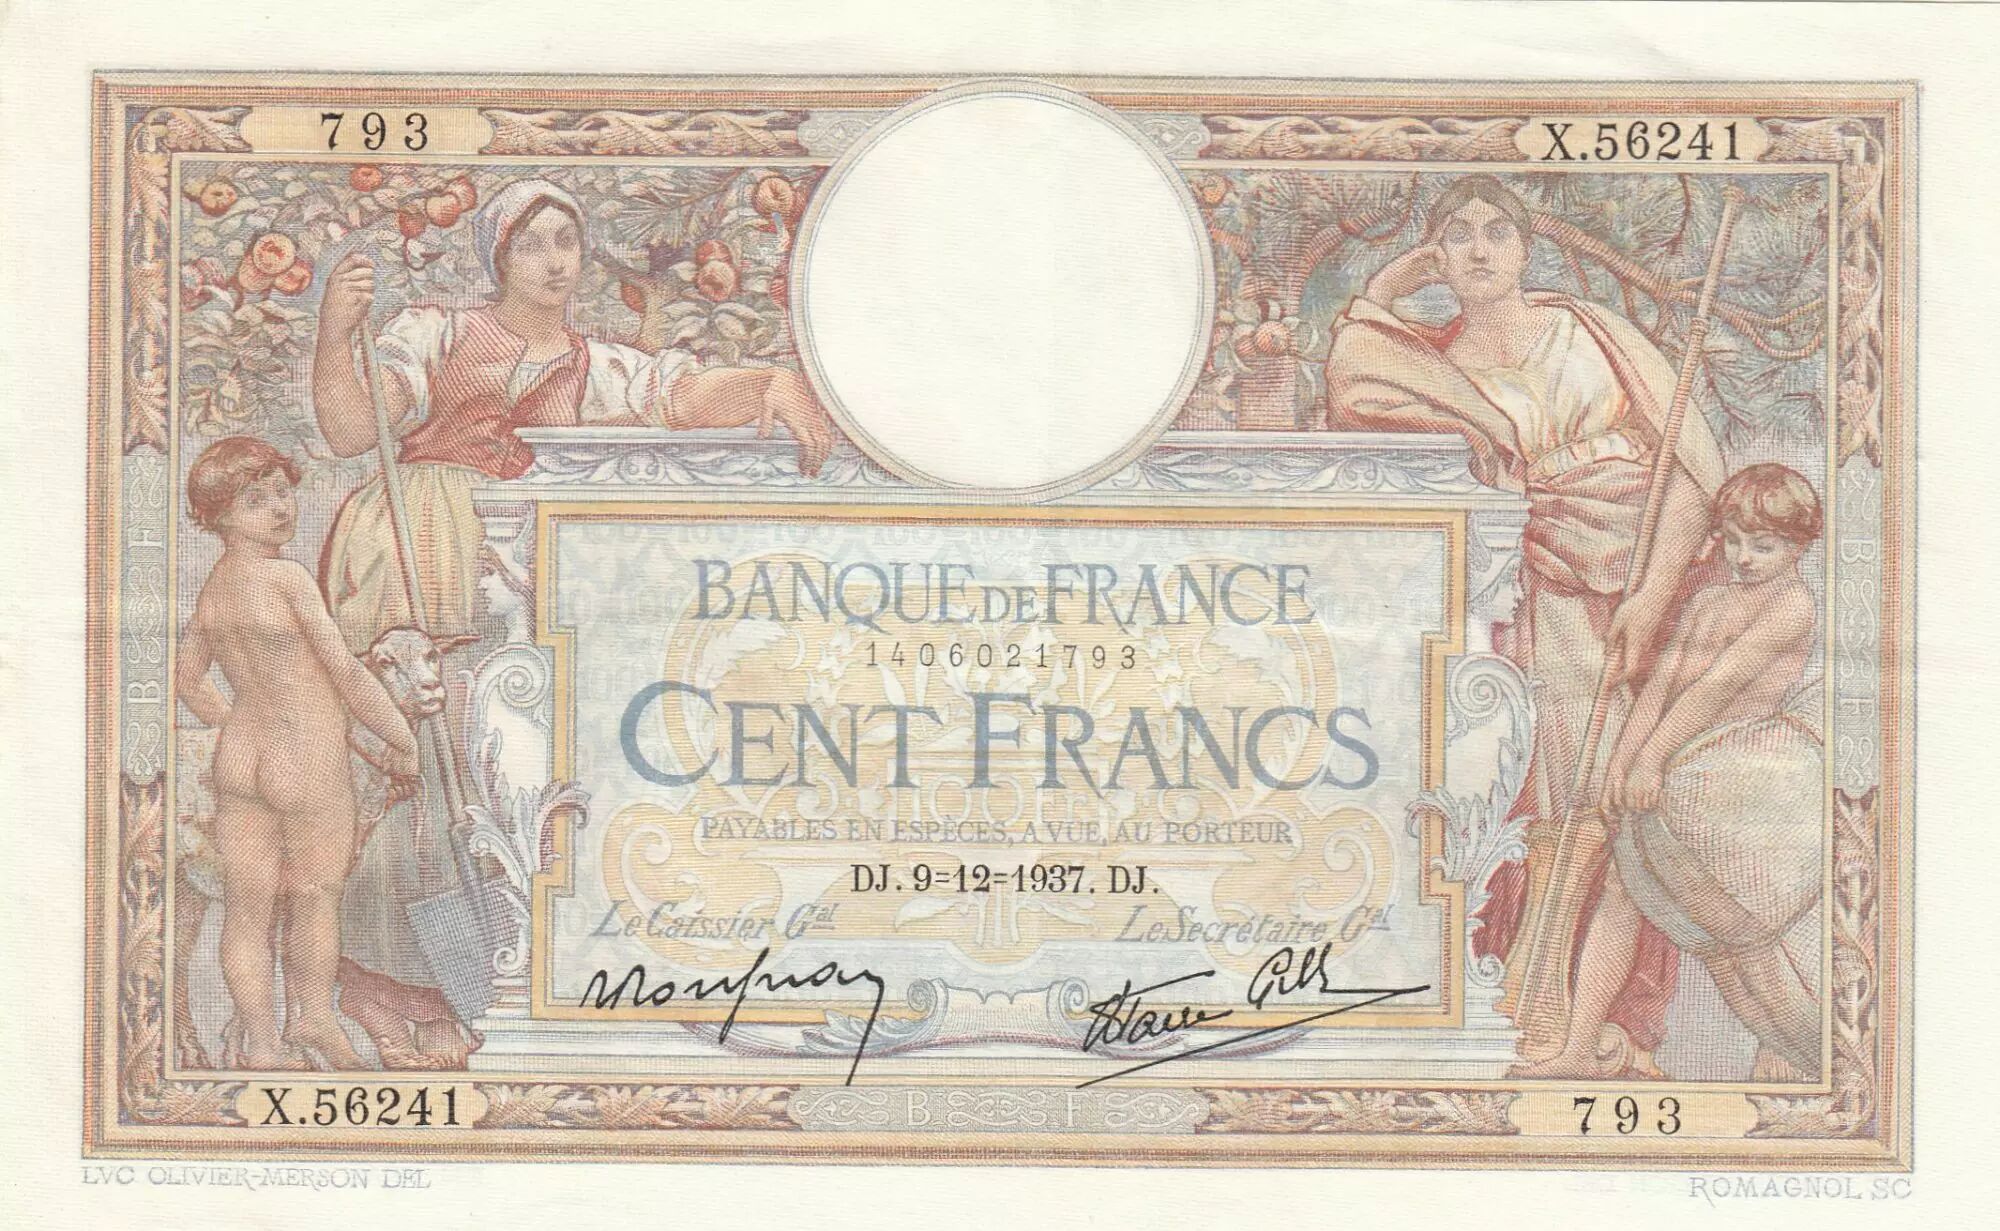 793
X.56241
BANQUE DE FRANCE
1406021793
CENT FRANCS
PAYABLES EN ESPÈCES, A VUE, AU PORTEUR
DJ. 9=12=1937. DJ.
Le Caissier Gal
Le Secrétaire Gal
B F
B F
X.56241
B F
793
LVC OLIVIER-MERSON DEL
ROMAGNOL SC